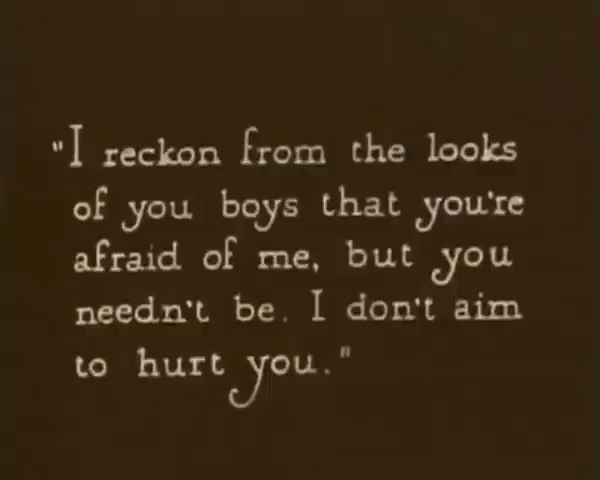 "I reckon from the looks
of you boys that you're
afraid of me, but you
needn't be. I don't aim
to hurt you."